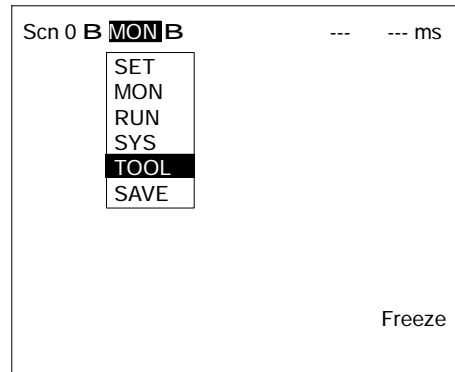 Scn 0 B MON B --- --- ms
SET
MON
RUN
SYS
TOOL
SAVE
Freeze